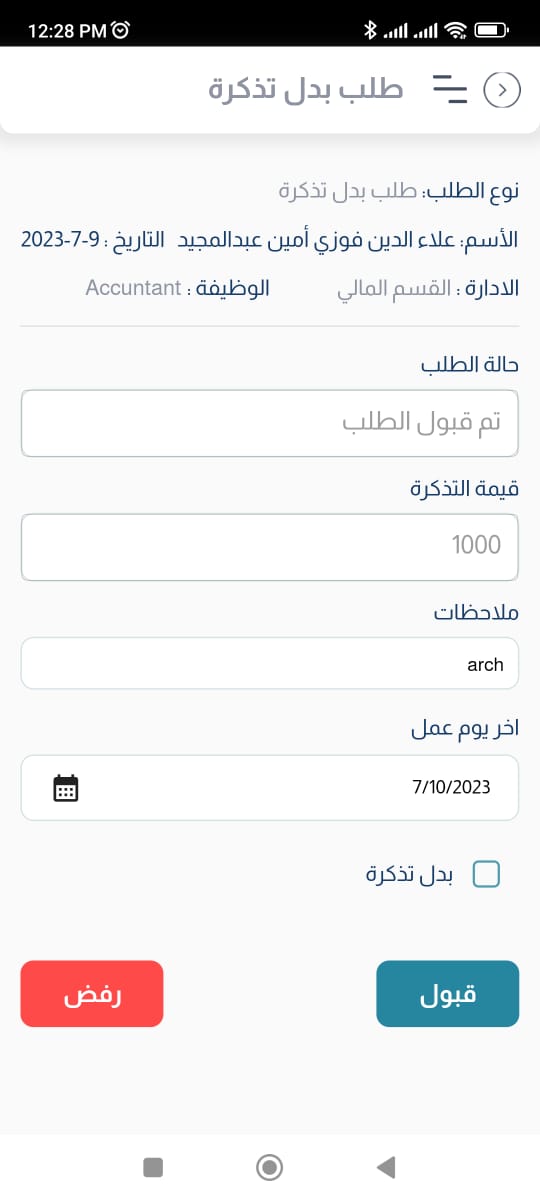 12:28 PM
طلب بدل تذكرة
نوع الطلب: طلب بدل تذكرة
الأسم: علاء الدين فوزي أمين عبدالمجيد التاريخ : 9-7-2023
الادارة : القسم المالي الوظيفة : Accuntant
حالة الطلب
تم قبول الطلب
قيمة التذكرة
1000
ملاحظات
arch
اخر يوم عمل
7/10/2023
بدل تذكرة
قبول رفض